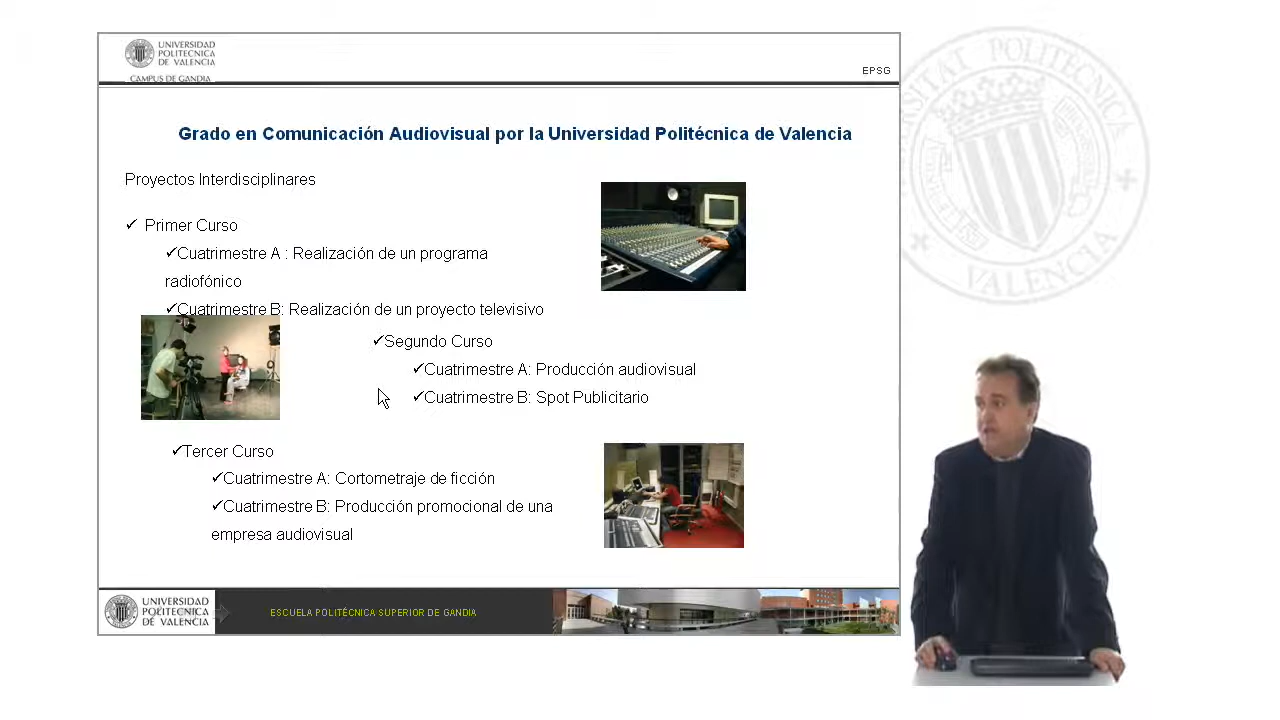 UNIVERSIDAD
POLITECNICA
DE VALENCIA
CAMPUS DE GANDIA
EPSG
Grado en Comunicación Audiovisual por la Universidad Politécnica de Valencia
Proyectos Interdisciplinares
✓ Primer Curso
✓Cuatrimestre A : Realización de un programa
radiofónico
✓Cuatrimestre B: Realización de un proyecto televisivo
✓Segundo Curso
✓Cuatrimestre A: Producción audiovisual
✓Cuatrimestre B: Spot Publicitario
✓Tercer Curso
✓Cuatrimestre A: Cortometraje de ficción
✓Cuatrimestre B: Producción promocional de una
empresa audiovisual
UNIVERSIDAD
POLITECNICA
DE VALENCIA
ESCUELA POLITÉCNICA SUPERIOR DE GANDIA
POLITECNICA
VALENCIA